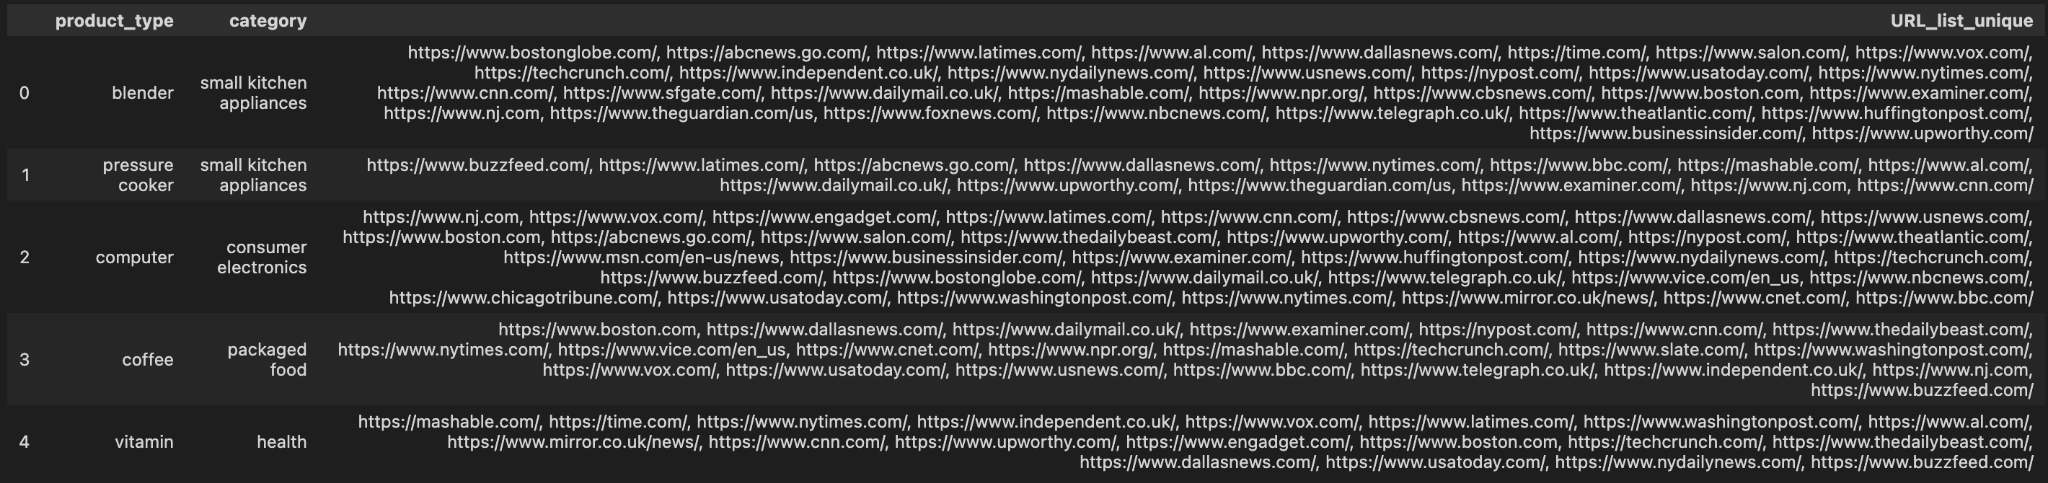 product_type category URL_list_unique
https://www.bostonglobe.com/, https://abcnews.go.com/, https://www.latimes.com/, https://www.al.com/, https://www.dallasnews.com/, https://time.com/, https://www.salon.com/, https://www.vox.com/,
https://techcrunch.com/, https://www.independent.co.uk/, https://www.nydailynews.com/, https://www.usnews.com/, https://nypost.com/, https://www.usatoday.com/, https://www.nytimes.com/,
0 blender small kitchen appliances https://www.cnn.com/, https://www.sfgate.com/, https://www.dailymail.co.uk/, https://mashable.com/, https://www.npr.org/, https://www.cbsnews.com/, https://www.boston.com, https://www.examiner.com/,
https://www.nj.com, https://www.theguardian.com/us, https://www.foxnews.com/, https://www.nbcnews.com/, https://www.telegraph.co.uk/, https://www.theatlantic.com/, https://www.huffingtonpost.com/,
https://www.businessinsider.com/, https://www.upworthy.com/
1 pressure cooker small kitchen appliances https://www.buzzfeed.com/, https://www.latimes.com/, https://abcnews.go.com/, https://www.dallasnews.com/, https://www.nytimes.com/, https://www.bbc.com/, https://mashable.com/, https://www.al.com/,
https://www.dailymail.co.uk/, https://www.upworthy.com/, https://www.theguardian.com/us, https://www.examiner.com/, https://www.nj.com, https://www.cnn.com/
https://www.nj.com, https://www.vox.com/, https://www.engadget.com/, https://www.latimes.com/, https://www.cnn.com/, https://www.cbsnews.com/, https://www.dallasnews.com/, https://www.usnews.com/,
https://www.boston.com, https://abcnews.go.com/, https://www.salon.com/, https://www.thedailybeast.com/, https://www.upworthy.com/, https://www.al.com/, https://nypost.com/, https://www.theatlantic.com/,
2 computer consumer electronics https://www.msn.com/en-us/news, https://www.businessinsider.com/, https://www.examiner.com/, https://www.huffingtonpost.com/, https://www.nydailynews.com/, https://techcrunch.com/,
https://www.buzzfeed.com/, https://www.bostonglobe.com/, https://www.dailymail.co.uk/, https://www.telegraph.co.uk/, https://www.vice.com/en_us, https://www.nbcnews.com/,
https://www.chicagotribune.com/, https://www.usatoday.com/, https://www.washingtonpost.com/, https://www.nytimes.com/, https://www.mirror.co.uk/news/, https://www.cnet.com/, https://www.bbc.com/
https://www.boston.com, https://www.dallasnews.com/, https://www.dailymail.co.uk/, https://www.examiner.com/, https://nypost.com/, https://www.cnn.com/, https://www.thedailybeast.com/,
3 coffee packaged food https://www.nytimes.com/, https://www.vice.com/en_us, https://www.cnet.com/, https://www.npr.org/, https://mashable.com/, https://techcrunch.com/, https://www.slate.com/, https://www.washingtonpost.com/,
https://www.vox.com/, https://www.usatoday.com/, https://www.usnews.com/, https://www.bbc.com/, https://www.telegraph.co.uk/, https://www.independent.co.uk/, https://www.nj.com,
https://www.buzzfeed.com/
https://mashable.com/, https://time.com/, https://www.nytimes.com/, https://www.independent.co.uk/, https://www.vox.com/, https://www.latimes.com/, https://www.washingtonpost.com/, https://www.al.com/,
4 vitamin health https://www.mirror.co.uk/news/, https://www.cnn.com/, https://www.upworthy.com/, https://www.engadget.com/, https://www.boston.com, https://techcrunch.com/, https://www.thedailybeast.com/,
https://www.dallasnews.com/, https://www.usatoday.com/, https://www.nydailynews.com/, https://www.buzzfeed.com/